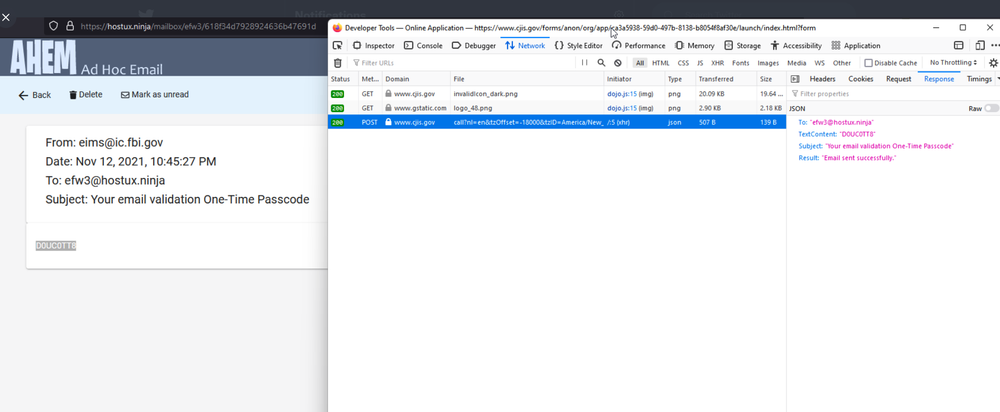 Notifications
https://hostux.ninja/mailbox/efw3/618f34d7928924636b47691d
AHEM Ad Hoc Email
Back Delete Mark as unread
From: eims@ic.fbi.gov
Date: Nov 12, 2021, 10:45:27 PM
To: efw3@hostux.ninja
Subject: Your email validation One-Time Passcode
D0UC0TT8
Developer Tools — Online Application — https://www.cjis.gov/forms/anon/org/app/ca3a5938-59d0-497b-8138-b8054f8af30e/launch/index.html?form
Inspector Console Debugger Network Style Editor Performance Memory Storage Accessibility Application
Filter URLs All HTML CSS JS XHR Fonts Images Media WS Other Disable Cache No Throttling
Status Met... Domain File Initiator Type Transferred Size Headers Cookies Request Response Timings
200 GET www.cjis.gov invalidIcon_dark.png dojo.js:15 (img) png 20.09 KB 19.64 ...
200 GET www.gstatic.com logo_48.png dojo.js:15 (img) png 2.90 KB 2.18 KB
200 POST www.cjis.gov call?nl=en&tzOffset=-18000&tzID=America/New_ /:5 (xhr) json 507 B 139 B
Filter properties
JSON Raw
To: "efw3@hostux.ninja"
TextContent: "D0UC0TT8"
Subject: "Your email validation One-Time Passcode"
Result: "Email sent successfully."